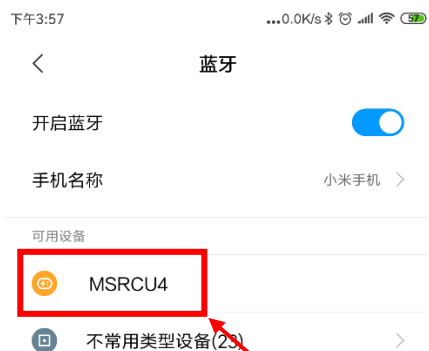 下午3:57
...0.0K/s 57
蓝牙
开启蓝牙
手机名称 小米手机
可用设备
MSRCU4
不常用类型设备(23)